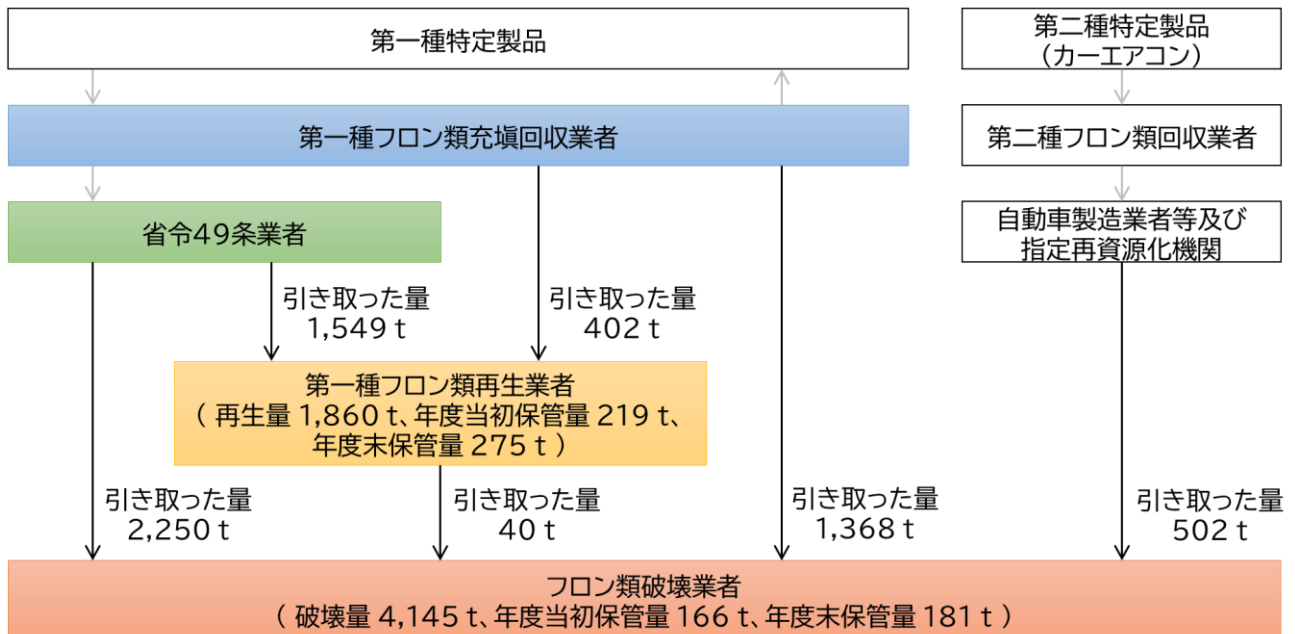 第一種特定製品
第二種特定製品
（カーエアコン）
第一種フロン類充塡回収業者
第二種フロン類回収業者
省令49条業者
自動車製造業者等及び
指定再資源化機関
引き取った量
1,549 t
引き取った量
402 t
第一種フロン類再生業者
（ 再生量 1,860 t、年度当初保管量 219 t、
年度末保管量 275 t ）
引き取った量
2,250 t
引き取った量
40 t
引き取った量
1,368 t
引き取った量
502 t
フロン類破壊業者
（ 破壊量 4,145 t、年度当初保管量 166 t、年度末保管量 181 t ）